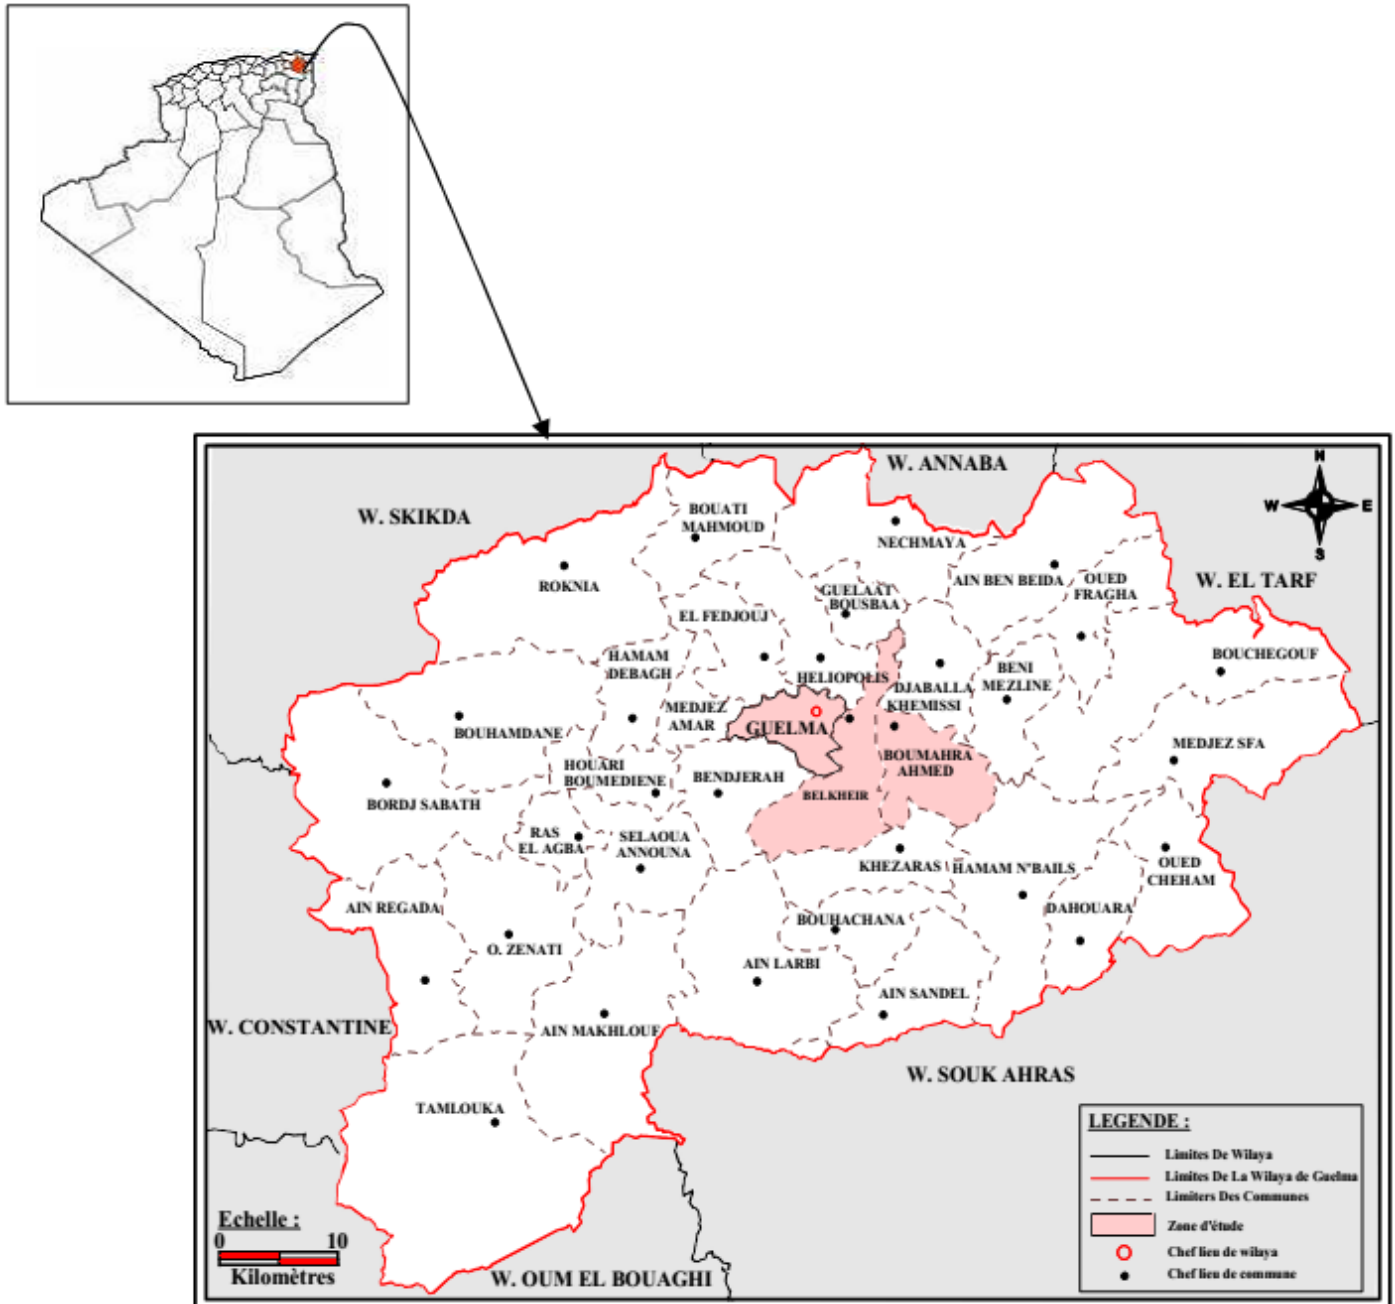 W. ANNABA
N
W
E
S
W. SKIKDA
BOUATI
MAHMOUD
NECHMAYA
ROKNIA
AIN BEN BEIDA
OUED
FRAGHA
W. EL TARF
GUELAAT
BOUSBAA
EL FEDJOUJ
HAMAM
DEBAGH
HELIOPOLIS
DJABALLA
KHEMISSI
BENI
MEZLINE
BOUCHEGOUF
BOUHAMDANE
MEDJEZ
AMAR
GUELMA
BOUMAHRA
AHMED
MEDJEZ SFA
HOUARI
BOUMEDIENE
BENDJERAH
BELKHEIR
BORDJ SABATH
RAS
EL AGBA
SELAOUA
ANNOUNA
KHEZARAS
HAMAM N"BAILS
OUED
CHEHAM
AIN REGADA
DAHOUARA
O. ZENATI
BOUHACHANA
AIN LARBI
AIN SANDEL
W. CONSTANTINE
AIN MAKHLOUF
W. SOUK AHRAS
TAMLOUKA
LEGENDE :
Limites De Wilaya
Limites De La Wilaya de Guelma
Limiters Des Communes
Zone d'étude
Chef lieu de wilaya
Chef lieu de commune
Echelle :
0 10
Kilomètres
W. OUM EL BOUAGHI